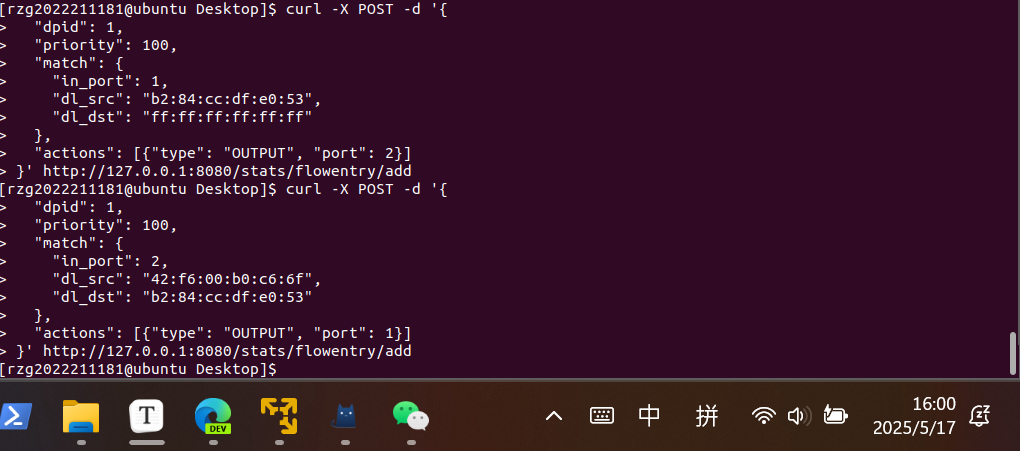 [rzg2022211181@ubuntu Desktop]$ curl -X POST -d '{
>   "dpid": 1,
>   "priority": 100,
>   "match": {
>     "in_port": 1,
>     "dl_src": "b2:84:cc:df:e0:53",
>     "dl_dst": "ff:ff:ff:ff:ff:ff"
>   },
>   "actions": [{"type": "OUTPUT", "port": 2}]
> }' http://127.0.0.1:8080/stats/flowentry/add
[rzg2022211181@ubuntu Desktop]$ curl -X POST -d '{
>   "dpid": 1,
>   "priority": 100,
>   "match": {
>     "in_port": 2,
>     "dl_src": "42:f6:00:b0:c6:6f",
>     "dl_dst": "b2:84:cc:df:e0:53"
>   },
>   "actions": [{"type": "OUTPUT", "port": 1}]
> }' http://127.0.0.1:8080/stats/flowentry/add
[rzg2022211181@ubuntu Desktop]$
T
DEV
中
拼
16:00
2025/5/17